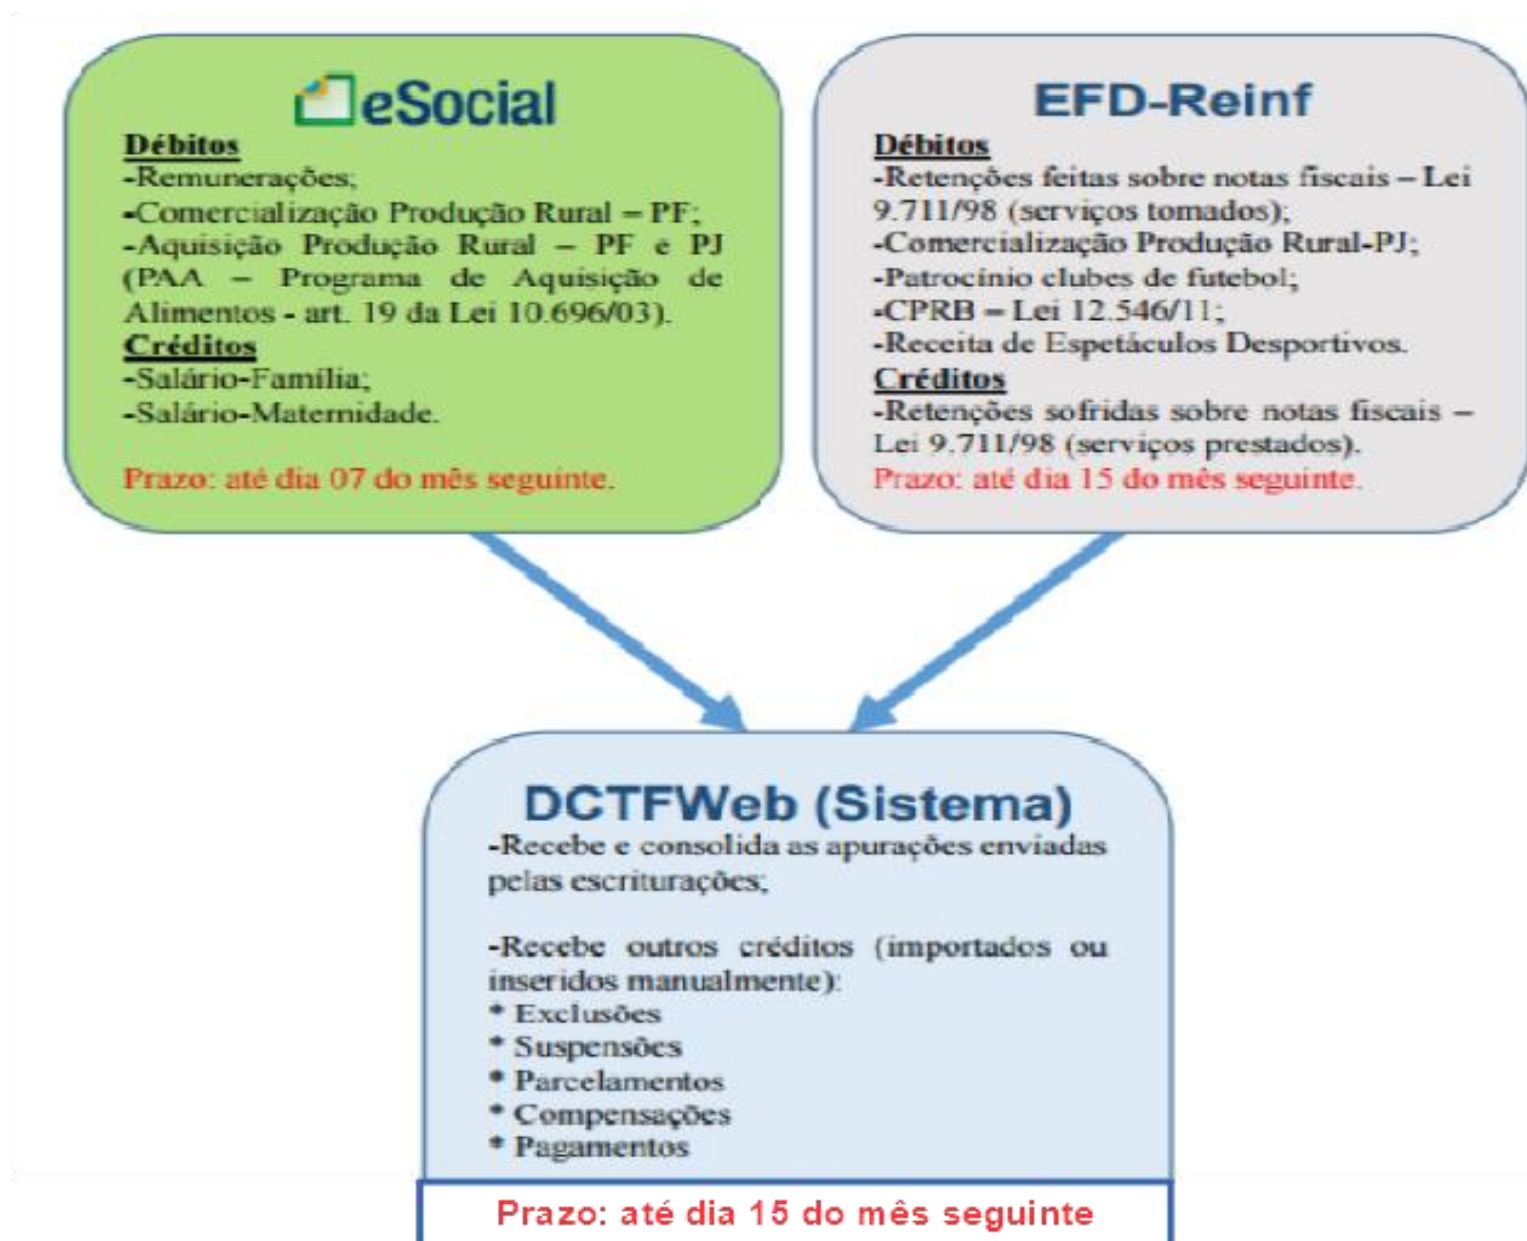 eSocial
Débitos
-Remunerações;
-Comercialização Produção Rural – PF;
-Aquisição Produção Rural – PF e PJ
(PAA – Programa de Aquisição de
Alimentos - art. 19 da Lei 10.696/03).
Créditos
-Salário-Família;
-Salário-Maternidade.
Prazo: até dia 07 do mês seguinte.
EFD-Reinf
Débitos
-Retenções feitas sobre notas fiscais – Lei
9.711/98 (serviços tomados);
-Comercialização Produção Rural-PJ;
-Patrocínio clubes de futebol;
-CPRB – Lei 12.546/11;
-Receita de Espetáculos Desportivos.
Créditos
-Retenções sofridas sobre notas fiscais –
Lei 9.711/98 (serviços prestados).
Prazo: até dia 15 do mês seguinte.
DCTFWeb (Sistema)
-Recebe e consolida as apurações enviadas
pelas escriturações;
-Recebe outros créditos (importados ou
inseridos manualmente):
* Exclusões
* Suspensões
* Parcelamentos
* Compensações
* Pagamentos
Prazo: até dia 15 do mês seguinte